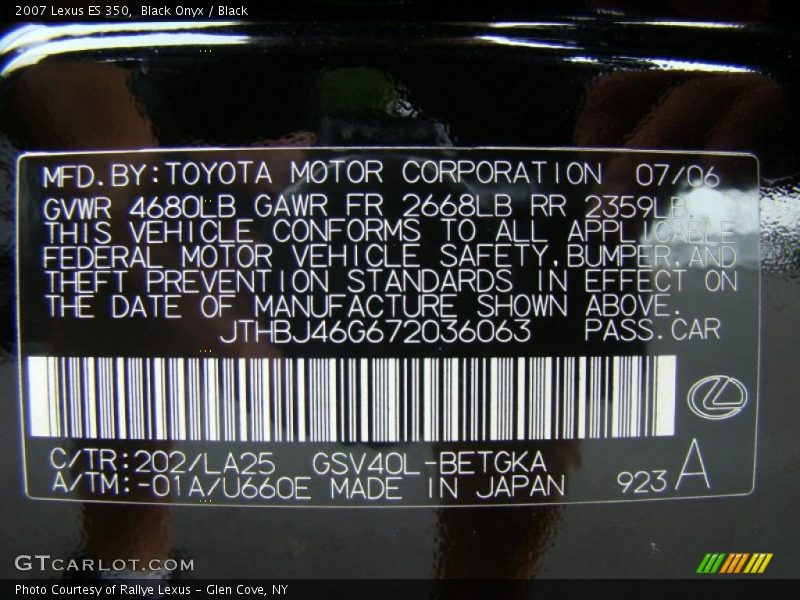 2007 Lexus ES 350, Black Onyx / Black
MFD.BY:TOYOTA MOTOR CORPORATION 07/06
GVWR 4680LB GAWR FR 2668LB RR 2359LB
THIS VEHICLE CONFORMS TO ALL APPLICABLE
FEDERAL MOTOR VEHICLE SAFETY,BUMPER,AND
THEFT PREVENTION STANDARDS IN EFFECT ON
THE DATE OF MANUFACTURE SHOWN ABOVE.
JTHBJ46G672036063 PASS.CAR
C/TR:202/LA25 GSV40L-BETGKA
A/TM:-01A/U660E MADE IN JAPAN 923 A
GTCARLOT.COM
Photo Courtesy of Rallye Lexus - Glen Cove, NY